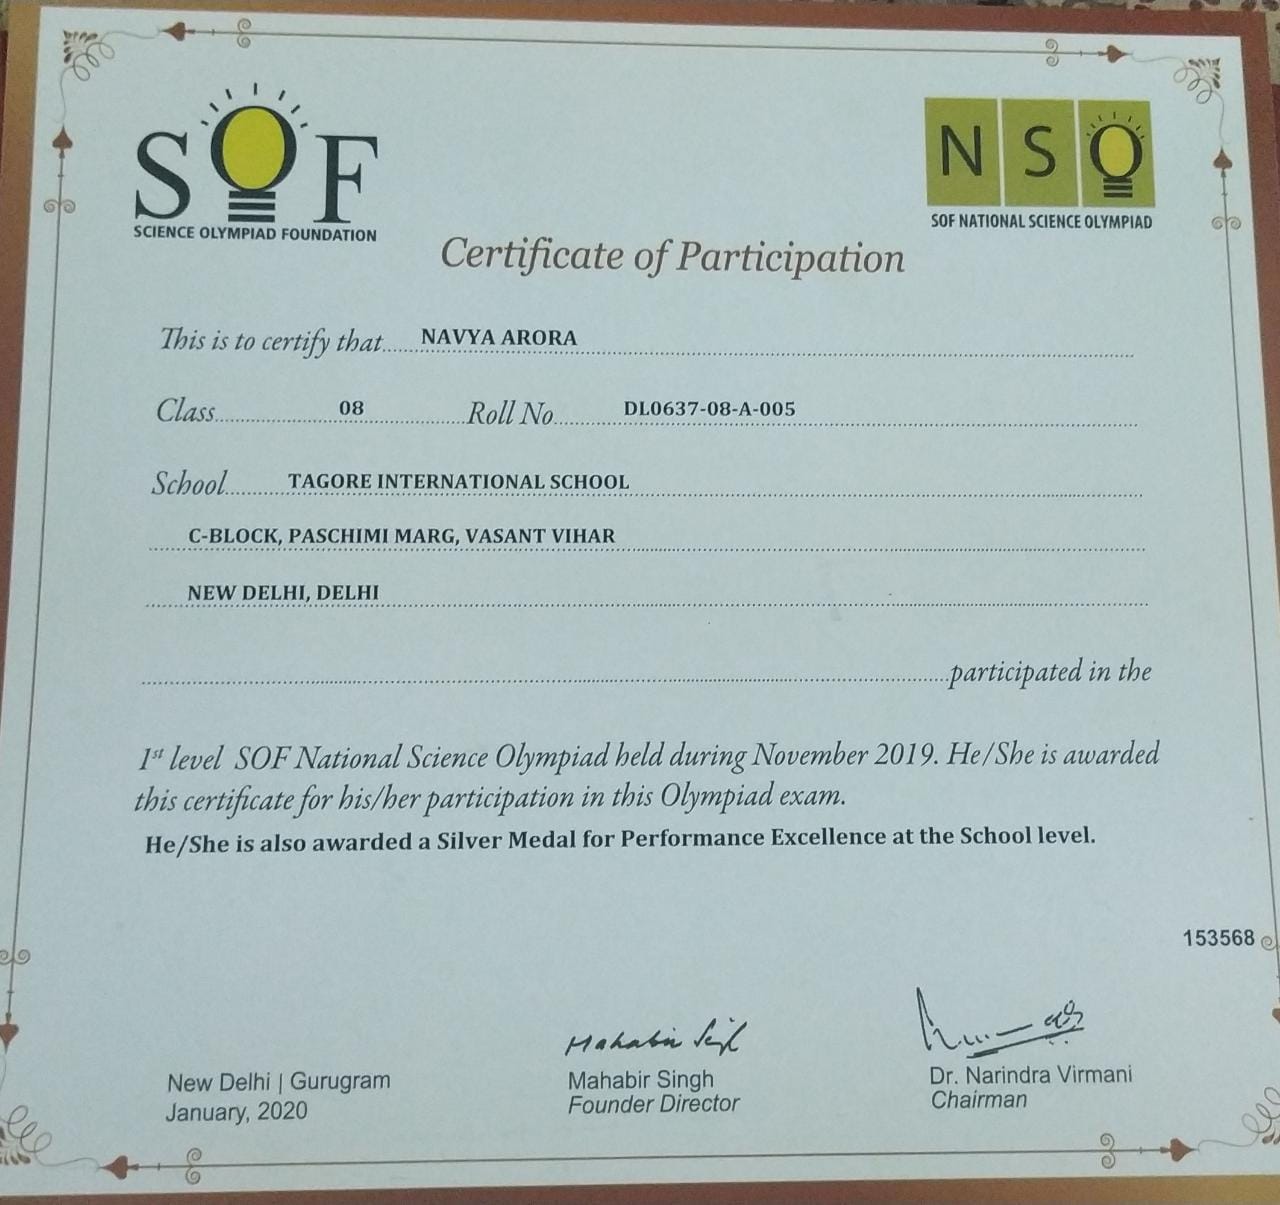 SOF
SCIENCE OLYMPIAD FOUNDATION
NSO
SOF NATIONAL SCIENCE OLYMPIAD
Certificate of Participation
This is to certify that NAVYA ARORA
Class 08 Roll No DL0637-08-A-005
School TAGORE INTERNATIONAL SCHOOL
C-BLOCK, PASCHIMI MARG, VASANT VIHAR
NEW DELHI, DELHI
participated in the
1st level SOF National Science Olympiad held during November 2019. He/She is awarded
this certificate for his/her participation in this Olympiad exam.
He/She is also awarded a Silver Medal for Performance Excellence at the School level.
153568
Mahabir Singh
New Delhi | Gurugram
January, 2020
Mahabir Singh
Founder Director
Dr. Narindra Virmani
Chairman